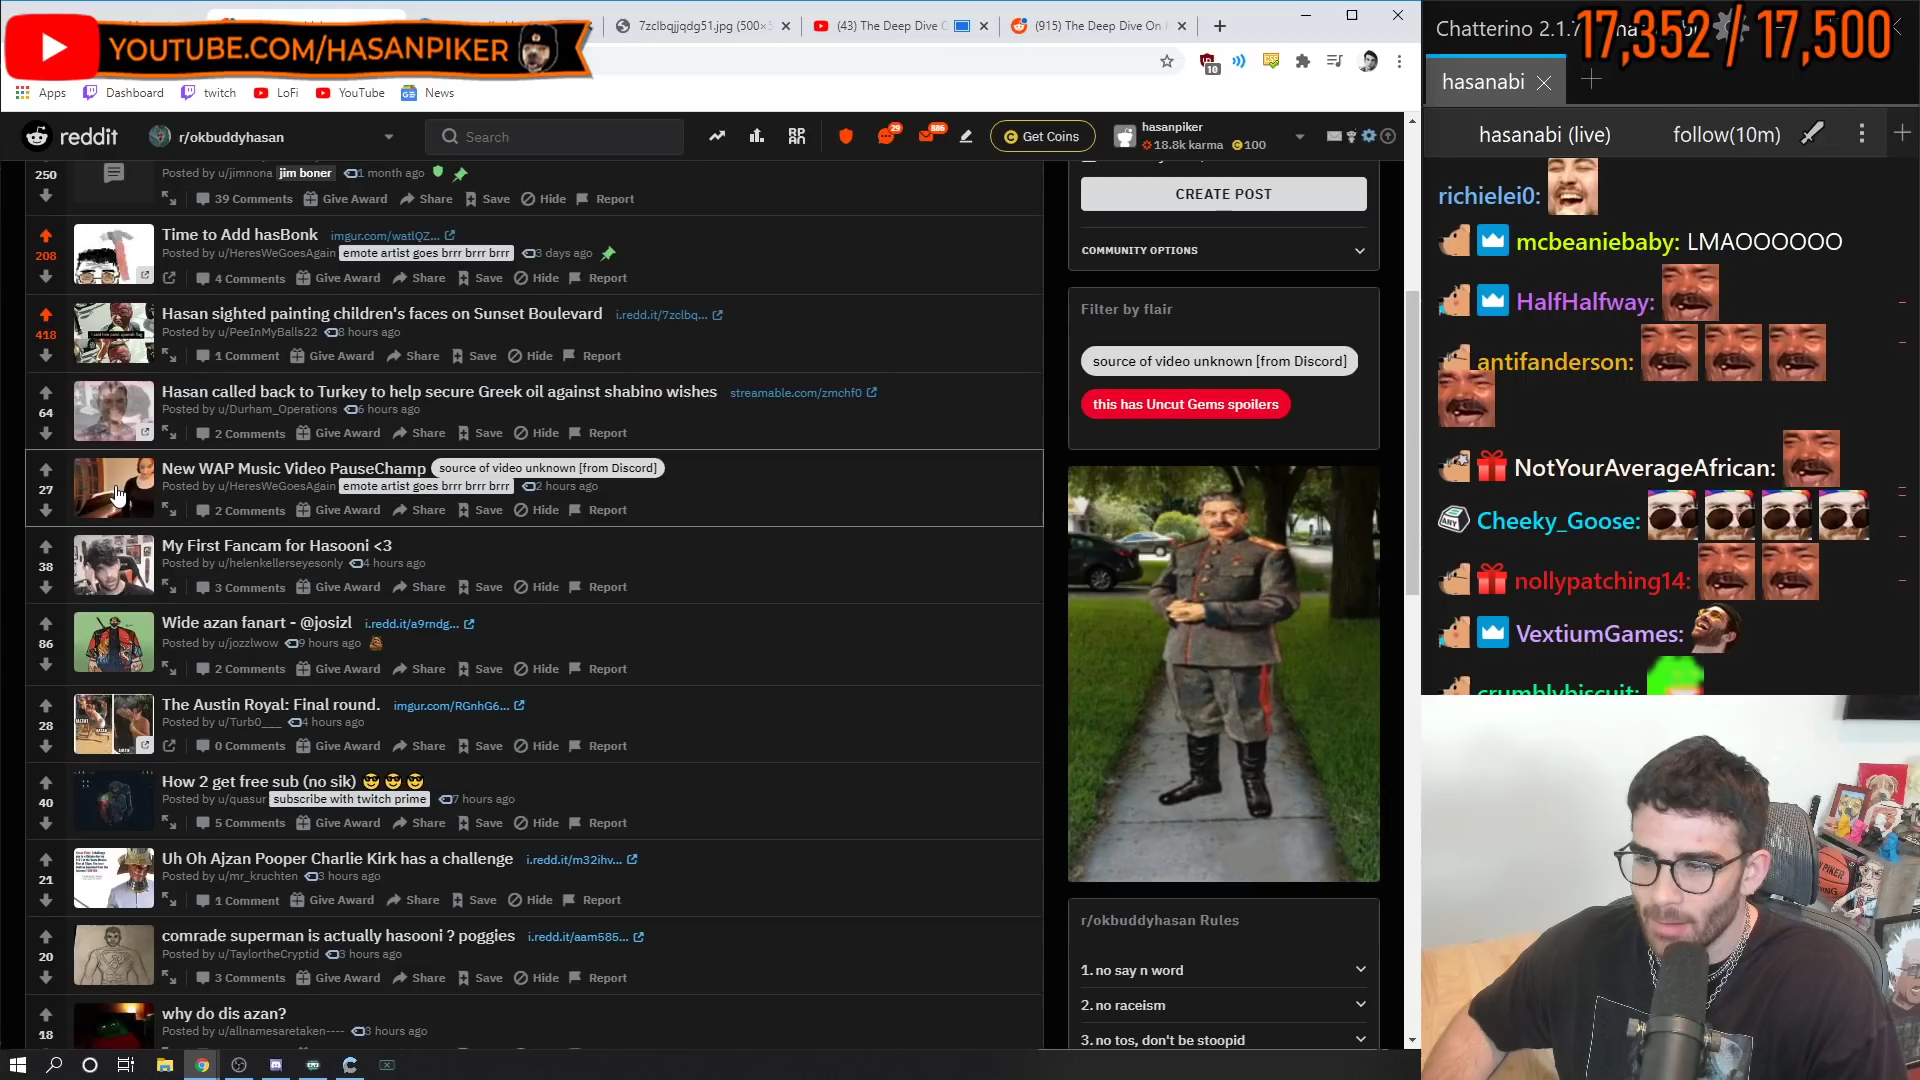 YOUTUBE.COM/HASANPIKER
7zclbqjjqdg51.jpg (500×
(43) The Deep Dive
(915) The Deep Dive On
10
Apps
Dashboard
twitch
LoFi
YouTube
News
reddit
r/okbuddyhasan
Search
29
886
Get Coins
hasanpiker
18.8k karma
100
250
Posted by u/jimnona jim boner 1 month ago
39 Comments Give Award Share Save Hide Report
208
Time to Add hasBonk imgur.com/watlQZ...
Posted by u/HeresWeGoesAgain emote artist goes brrr brrr brrr 3 days ago
4 Comments Give Award Share Save Hide Report
418
Hasan sighted painting children's faces on Sunset Boulevard i.redd.it/7zclbq...
Posted by u/PeeInMyBalls22 8 hours ago
1 Comment Give Award Share Save Hide Report
64
Hasan called back to Turkey to help secure Greek oil against shabino wishes streamable.com/zmchf0
Posted by u/Durham_Operations 6 hours ago
2 Comments Give Award Share Save Hide Report
27
New WAP Music Video PauseChamp source of video unknown [from Discord]
Posted by u/HeresWeGoesAgain emote artist goes brrr brrr brrr 2 hours ago
2 Comments Give Award Share Save Hide Report
38
My First Fancam for Hasooni <3
Posted by u/helenkellerseyesonly 4 hours ago
3 Comments Give Award Share Save Hide Report
86
Wide azan fanart - @josizl i.redd.it/a9rndg...
Posted by u/jozzlwow 9 hours ago
2 Comments Give Award Share Save Hide Report
28
The Austin Royal: Final round. imgur.com/RGnhG6...
Posted by u/Turb0___ 4 hours ago
0 Comments Give Award Share Save Hide Report
40
How 2 get free sub (no sik) 😎 😎 😎
Posted by u/quasur subscribe with twitch prime 7 hours ago
5 Comments Give Award Share Save Hide Report
21
Uh Oh Ajzan Pooper Charlie Kirk has a challenge i.redd.it/m32ihv...
Posted by u/mr_kruchten 3 hours ago
1 Comment Give Award Share Save Hide Report
20
comrade superman is actually hasooni ? poggies i.redd.it/aam585...
Posted by u/TaylortheCryptid 3 hours ago
3 Comments Give Award Share Save Hide Report
18
why do dis azan?
Posted by u/allnamesaretaken---- 3 hours ago
CREATE POST
COMMUNITY OPTIONS
Filter by flair
source of video unknown [from Discord]
this has Uncut Gems spoilers
r/okbuddyhasan Rules
1. no say n word
2. no raceism
3. no tos, don't be stoopid
Chatterino 2.1.7
17,352 / 17,500
hasanabi
hasanabi (live)
follow(10m)
richielei0:
mcbeaniebaby: LMAOOOOOO
HalfHalfway:
antifanderson:
NotYourAverageAfrican:
Cheeky_Goose:
nollypatching14:
VextiumGames:
crumblybiscuit: